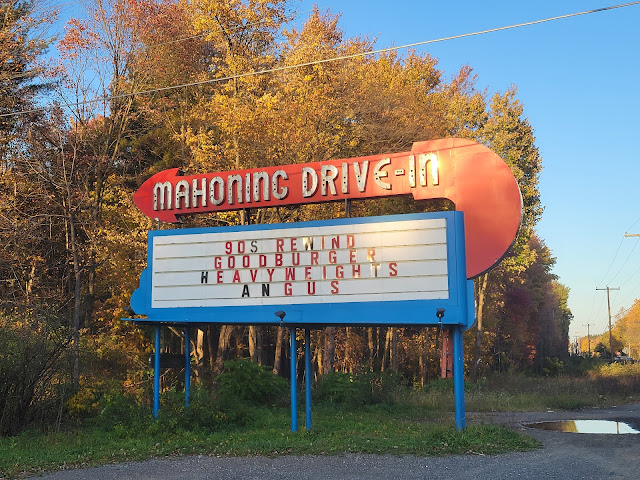 MAHONING DRIVE-IN
90S REWIND
GOODBURGER
HEAVYWEIGHTS
ANGUS